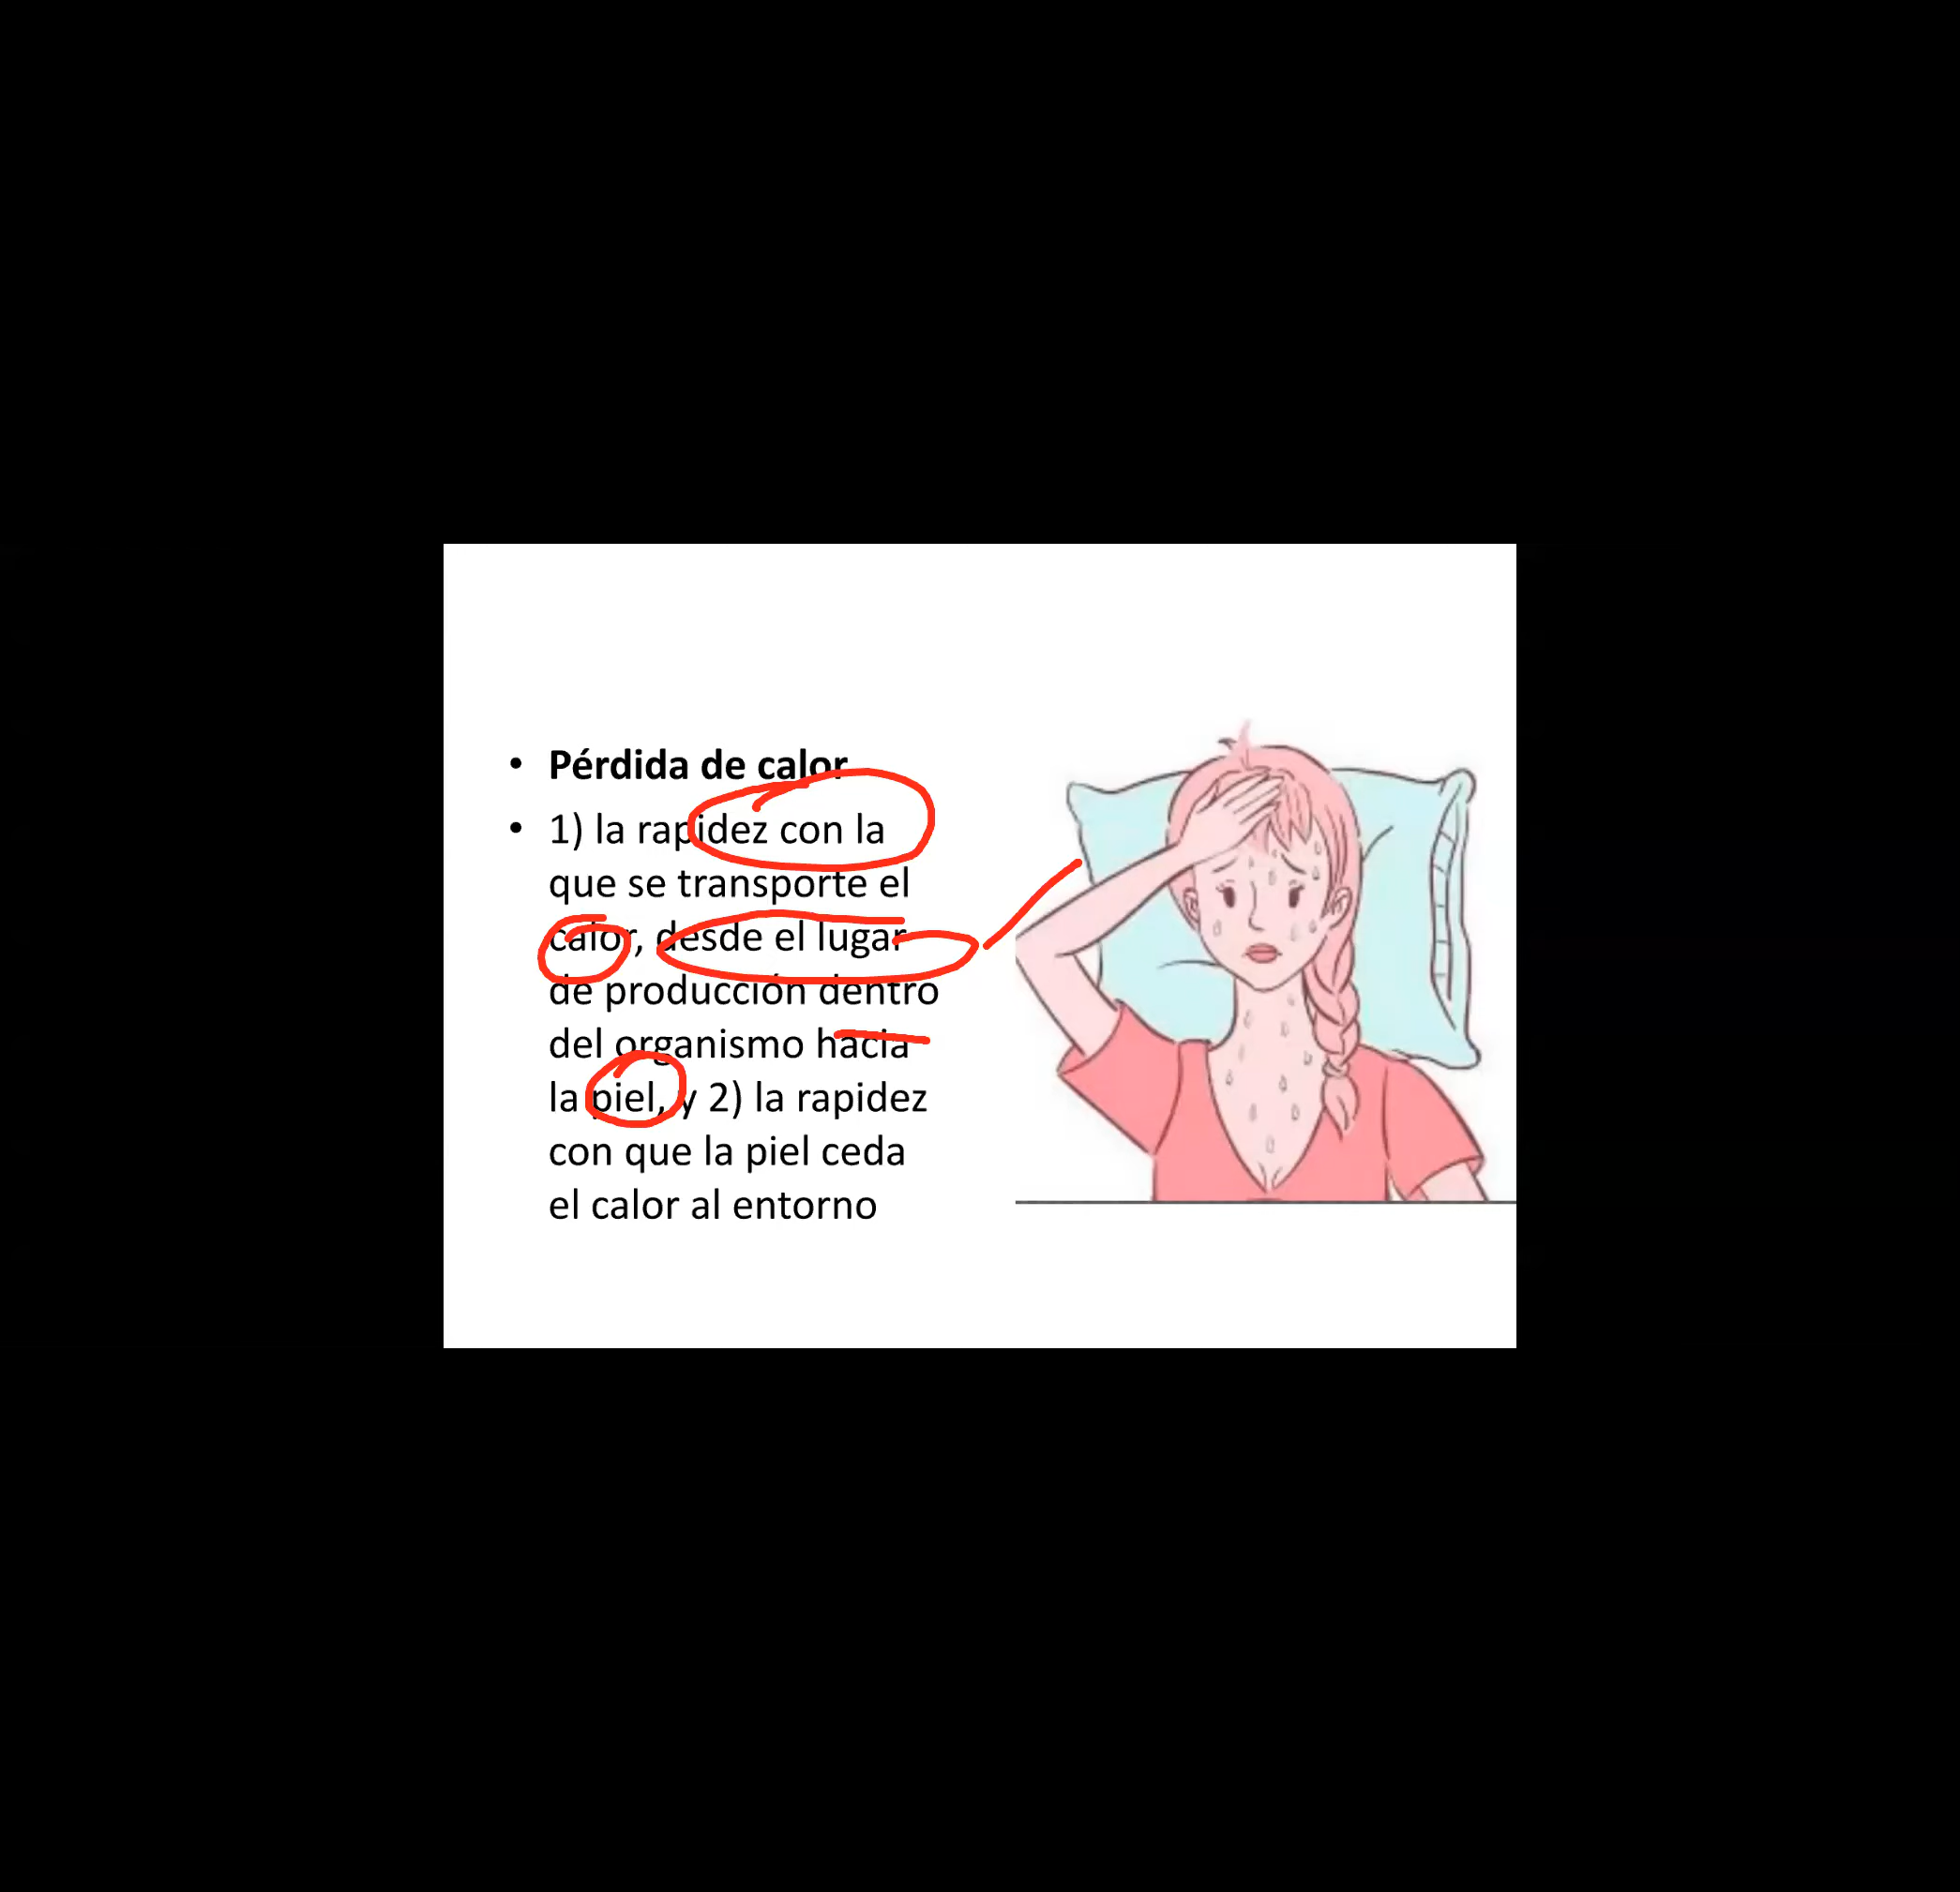 • Pérdida de calor
• 1) la rapidez con la
que se transporte el
calor, desde el lugar
de producción dentro
del organismo hacia
la piel, y 2) la rapidez
con que la piel ceda
el calor al entorno